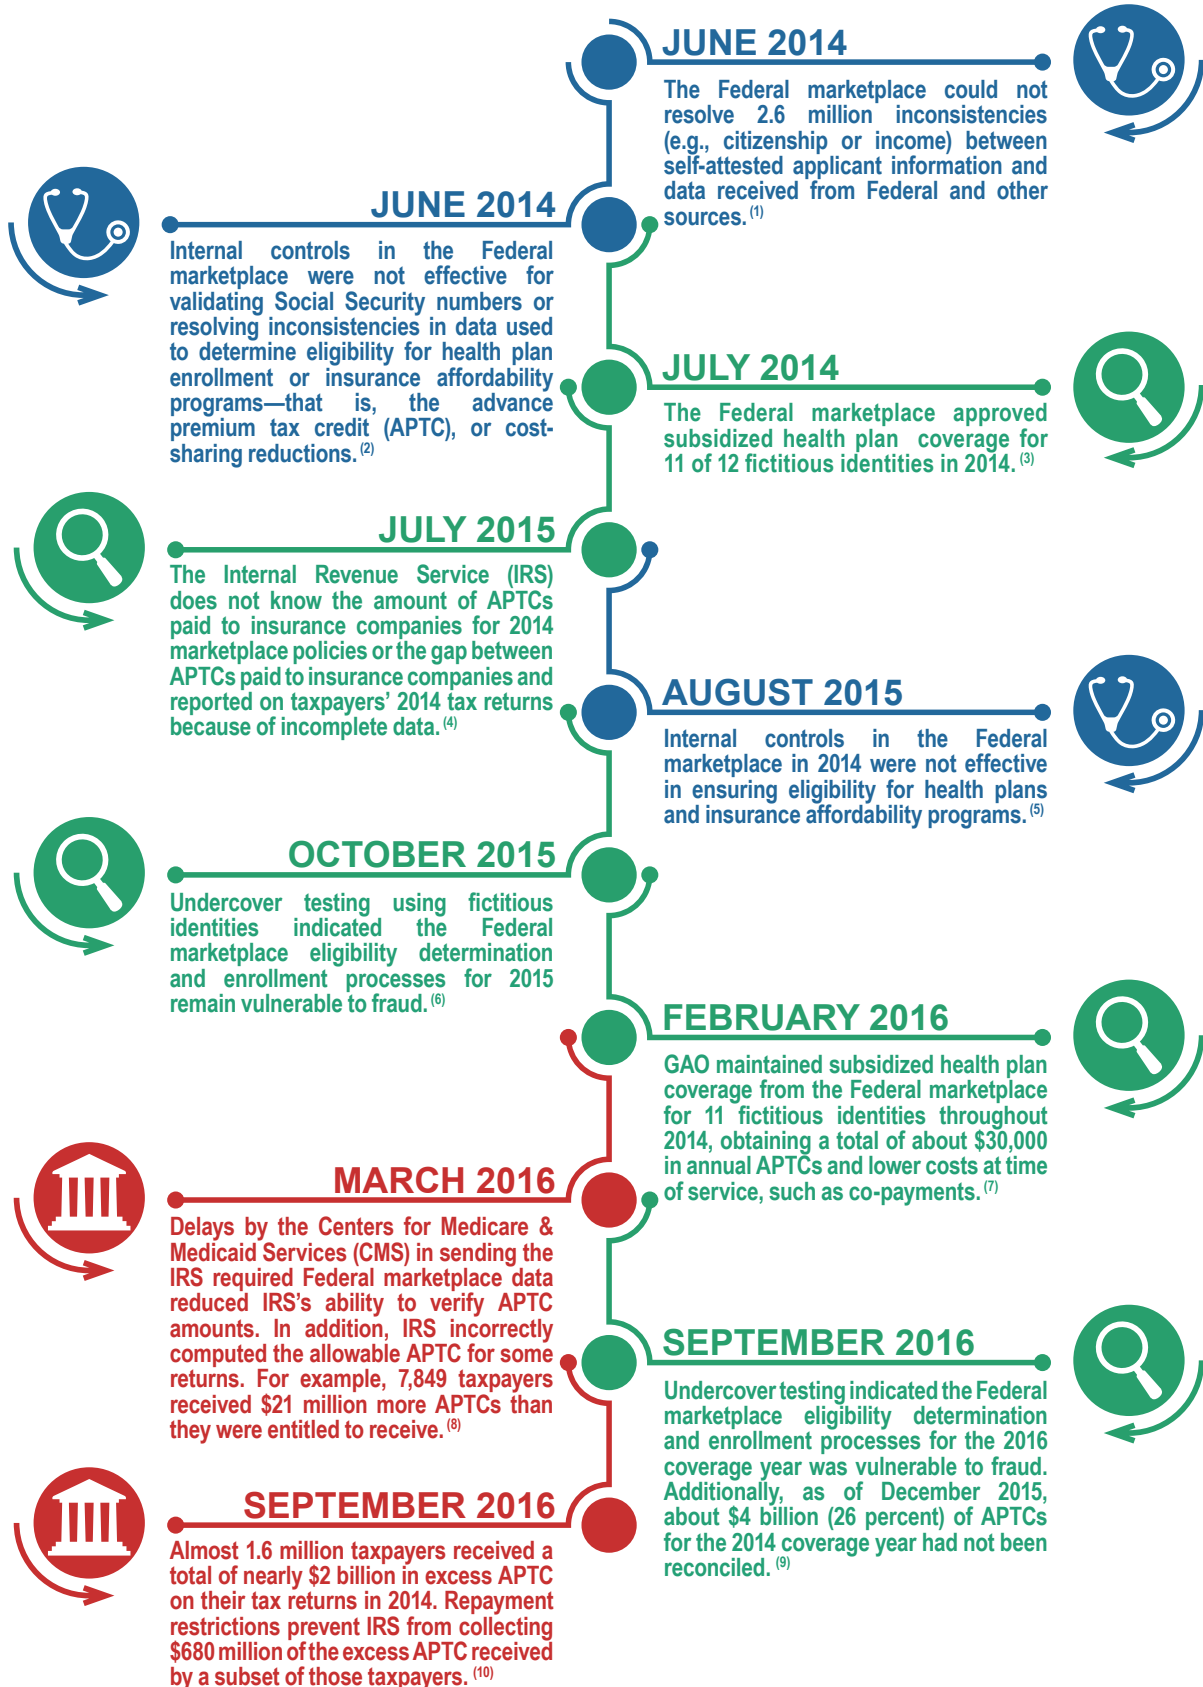 JUNE 2014
The Federal marketplace could not
resolve 2.6 million inconsistencies
(e.g., citizenship or income) between
self-attested applicant information and
data received from Federal and other
sources. (1)
JUNE 2014
Internal controls in the Federal
marketplace were not effective for
validating Social Security numbers or
resolving inconsistencies in data used
to determine eligibility for health plan
enrollment or insurance affordability
programs—that is, the advance
premium tax credit (APTC), or cost-
sharing reductions. (2)
JULY 2014
The Federal marketplace approved
subsidized health plan coverage for
11 of 12 fictitious identities in 2014. (3)
JULY 2015
The Internal Revenue Service (IRS)
does not know the amount of APTCs
paid to insurance companies for 2014
marketplace policies or the gap between
APTCs paid to insurance companies and
reported on taxpayers' 2014 tax returns
because of incomplete data. (4)
AUGUST 2015
Internal controls in the Federal
marketplace in 2014 were not effective
in ensuring eligibility for health plans
and insurance affordability programs. (5)
OCTOBER 2015
Undercover testing using fictitious
identities indicated the Federal
marketplace eligibility determination
and enrollment processes for 2015
remain vulnerable to fraud. (6)
FEBRUARY 2016
GAO maintained subsidized health plan
coverage from the Federal marketplace
for 11 fictitious identities throughout
2014, obtaining a total of about $30,000
in annual APTCs and lower costs at time
of service, such as co-payments. (7)
MARCH 2016
Delays by the Centers for Medicare &
Medicaid Services (CMS) in sending the
IRS required Federal marketplace data
reduced IRS's ability to verify APTC
amounts. In addition, IRS incorrectly
computed the allowable APTC for some
returns. For example, 7,849 taxpayers
received $21 million more APTCs than
they were entitled to receive. (8)
SEPTEMBER 2016
Undercover testing indicated the Federal
marketplace eligibility determination
and enrollment processes for the 2016
coverage year was vulnerable to fraud.
Additionally, as of December 2015,
about $4 billion (26 percent) of APTCs
for the 2014 coverage year had not been
reconciled. (9)
SEPTEMBER 2016
Almost 1.6 million taxpayers received a
total of nearly $2 billion in excess APTC
on their tax returns in 2014. Repayment
restrictions prevent IRS from collecting
$680 million of the excess APTC received
by a subset of those taxpayers. (10)